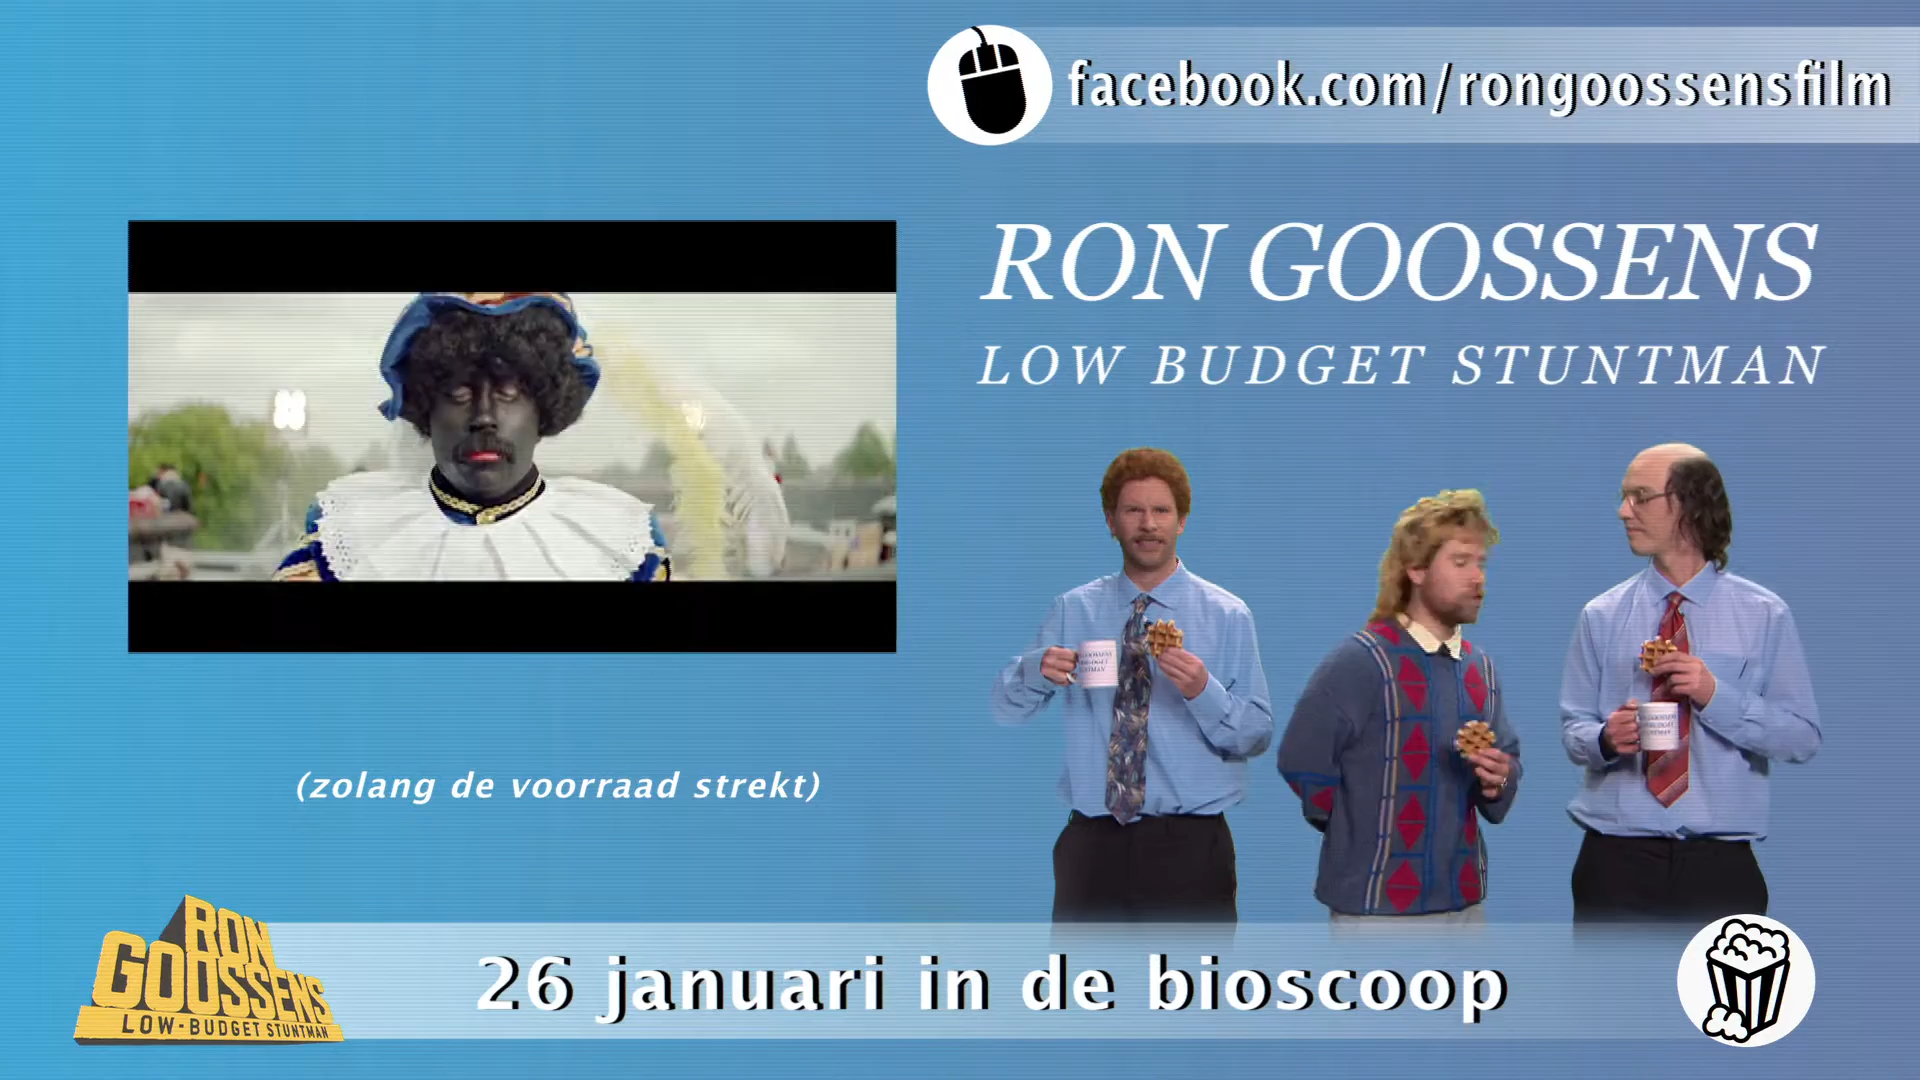 facebook.com/rongoossensfilm
RON GOOSSENS
LOW BUDGET STUNTMAN
(zolang de voorraad strekt)
RON
GOOSSENS
LOW-BUDGET STUNTMAN
26 januari in de bioscoop